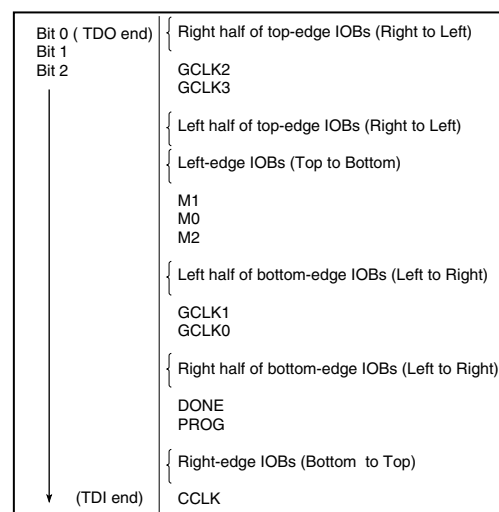 Bit 0 ( TDO end)
Bit 1
Bit 2
Right half of top-edge IOBs (Right to Left)
GCLK2
GCLK3
Left half of top-edge IOBs (Right to Left)
Left-edge IOBs (Top to Bottom)
M1
M0
M2
Left half of bottom-edge IOBs (Left to Right)
GCLK1
GCLK0
Right half of bottom-edge IOBs (Left to Right)
DONE
PROG
Right-edge IOBs (Bottom to Top)
(TDI end)
CCLK